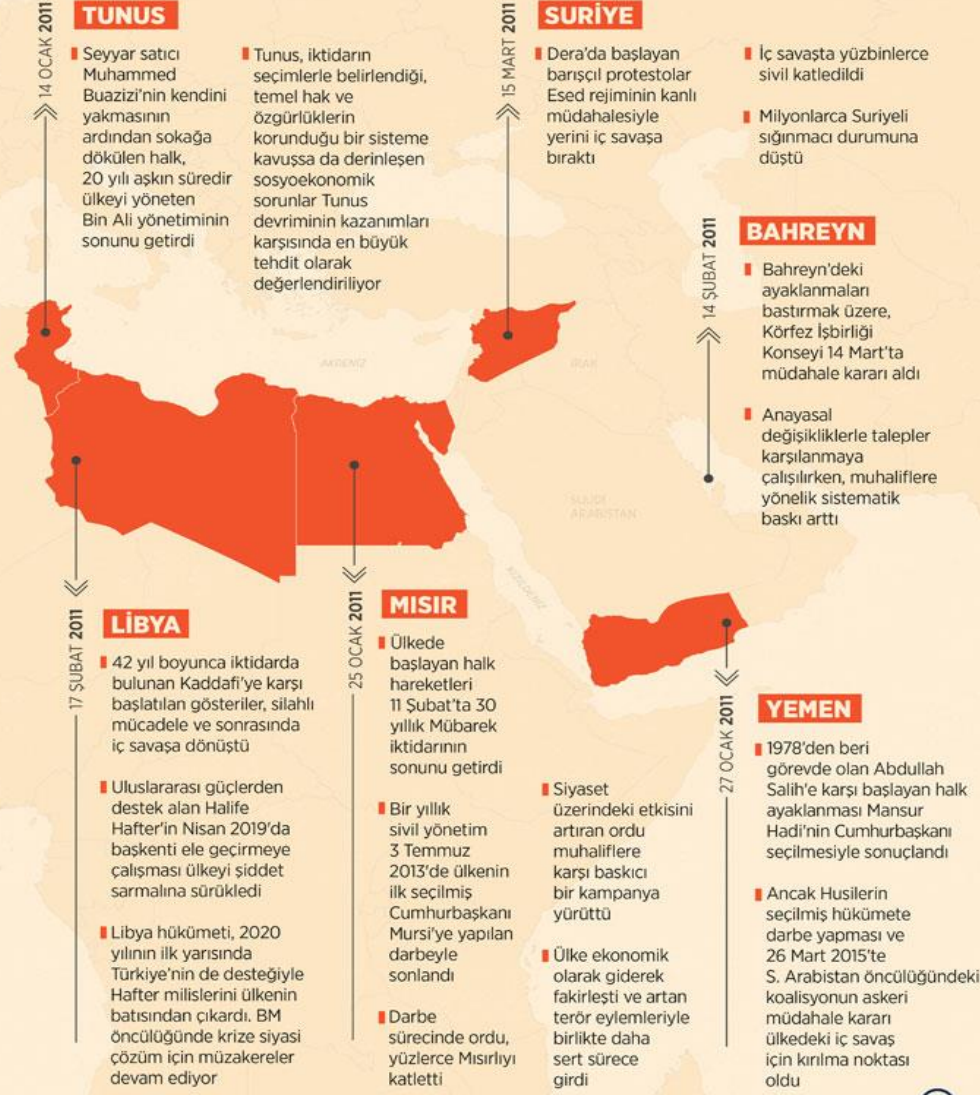 14 OCAK 2011
TUNUS
Seyyar satıcı
Muhammed
Buazizi'nin kendini
yakmasının
ardından sokağa
dökülen halk,
20 yılı aşkın süredir
ülkeyi yöneten
Bin Ali yönetiminin
sonunu getirdi
Tunus, iktidarın
seçimlerle belirlendiği,
temel hak ve
özgürlüklerin
korunduğu bir sisteme
kavuşsa da derinleşen
sosyoekonomik
sorunlar Tunus
devriminin kazanımları
karşısında en büyük
tehdit olarak
değerlendiriliyor
15 MART 2011
SURİYE
Dera'da başlayan
barışçıl protestolar
Esed rejiminin kanlı
müdahalesiyle
yerini iç savaşa
bıraktı
İç savaşta yüzbinlerce
sivil katledildi
Milyonlarca Suriyeli
sığınmacı durumuna
düştü
14 ŞUBAT 2011
BAHREYN
Bahreyn'deki
ayaklanmaları
bastırmak üzere,
Körfez İşbirliği
Konseyi 14 Mart'ta
müdahale kararı aldı
Anayasal
değişikliklerle talepler
karşılanmaya
çalışılırken, muhaliflere
yönelik sistematik
baskı arttı
AKDENİZ
IRAK
SUUDİ
ARABİSTAN
KIZILDENİZ
17 ŞUBAT 2011
LİBYA
42 yıl boyunca iktidarda
bulunan Kaddafi'ye karşı
başlatılan gösteriler, silahlı
mücadele ve sonrasında
iç savaşa dönüştü
Uluslararası güçlerden
destek alan Halife
Hafter'in Nisan 2019'da
başkenti ele geçirmeye
çalışması ülkeyi şiddet
sarmalına sürükledi
Libya hükümeti, 2020
yılının ilk yarısında
Türkiye'nin de desteğiyle
Hafter milislerini ülkenin
batısından çıkardı. BM
öncülüğünde krize siyasi
çözüm için müzakereler
devam ediyor
25 OCAK 2011
MISIR
Ülkede
başlayan halk
hareketleri
11 Şubat'ta 30
yıllık Mübarek
iktidarının
sonunu getirdi
Bir yıllık
sivil yönetim
3 Temmuz
2013'de ülkenin
ilk seçilmiş
Cumhurbaşkanı
Mursi'ye yapılan
darbeyle
sonlandı
Darbe
sürecinde ordu,
yüzlerce Mısırlıyı
katletti
Siyaset
üzerindeki etkisini
artıran ordu
muhaliflere
karşı baskıcı
bir kampanya
yürüttü
Ülke ekonomik
olarak giderek
fakirleşti ve artan
terör eylemleriyle
birlikte daha
sert sürece
girdi
27 OCAK 2011
YEMEN
1978'den beri
görevde olan Abdullah
Salih'e karşı başlayan halk
ayaklanması Mansur
Hadi'nin Cumhurbaşkanı
seçilmesiyle sonuçlandı
Ancak Husilerin
seçilmiş hükümete
darbe yapması ve
26 Mart 2015'te
S. Arabistan öncülüğündeki
koalisyonun askeri
müdahale kararı
ülkedeki iç savaş
için kırılma noktası
oldu